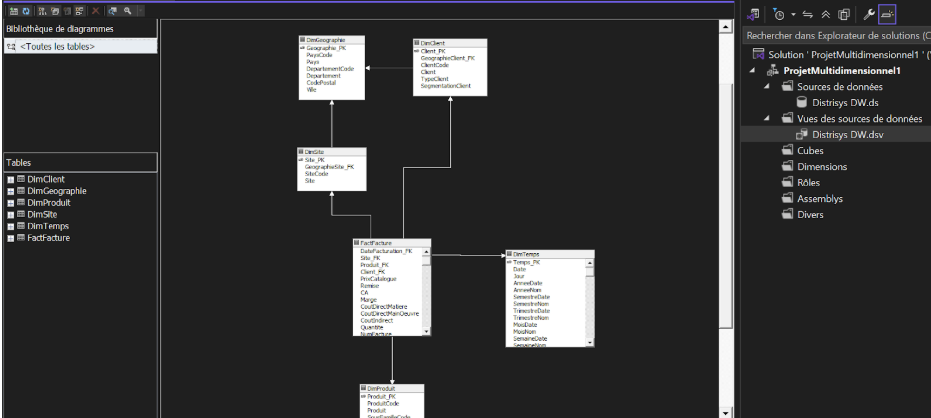 Bibliothèque de diagrammes
<Toutes les tables>
Tables
DimClient
DimGeographie
DimProduit
DimSite
DimTemps
FactFacture
DimGeographie
Geographie_PK
PaysCode
Pays
DepartementCode
Departement
CodePostal
Ville
DimClient
Client_PK
GeographieClient_FK
ClientCode
Client
TypeClient
SegmentationClient
DimSite
Site_PK
GeographieSite_FK
SiteCode
Site
FactFacture
DateFacturation_FK
Site_FK
Produit_FK
Client_FK
PrixCatalogue
Remise
CA
Marge
CoutDirectMatiere
CoutDirectMainOeuvre
CoutIndirect
Quantite
NumFacture
DimTemps
Temps_PK
Date
Jour
AnneeDate
AnneeNom
SemestreDate
SemestreNom
TrimestreDate
TrimestreNom
MoisDate
MoisNom
SemaineDate
SemaineNom
DimProduit
Produit_PK
ProduitCode
Produit
SousFamilleCode
Rechercher dans Explorateur de solutions (C
Solution ' ProjetMultidimensionnel1 '
ProjetMultidimensionnel1
Sources de données
Distrisys DW.ds
Vues des sources de données
Distrisys DW.dsv
Cubes
Dimensions
Rôles
Assemblys
Divers